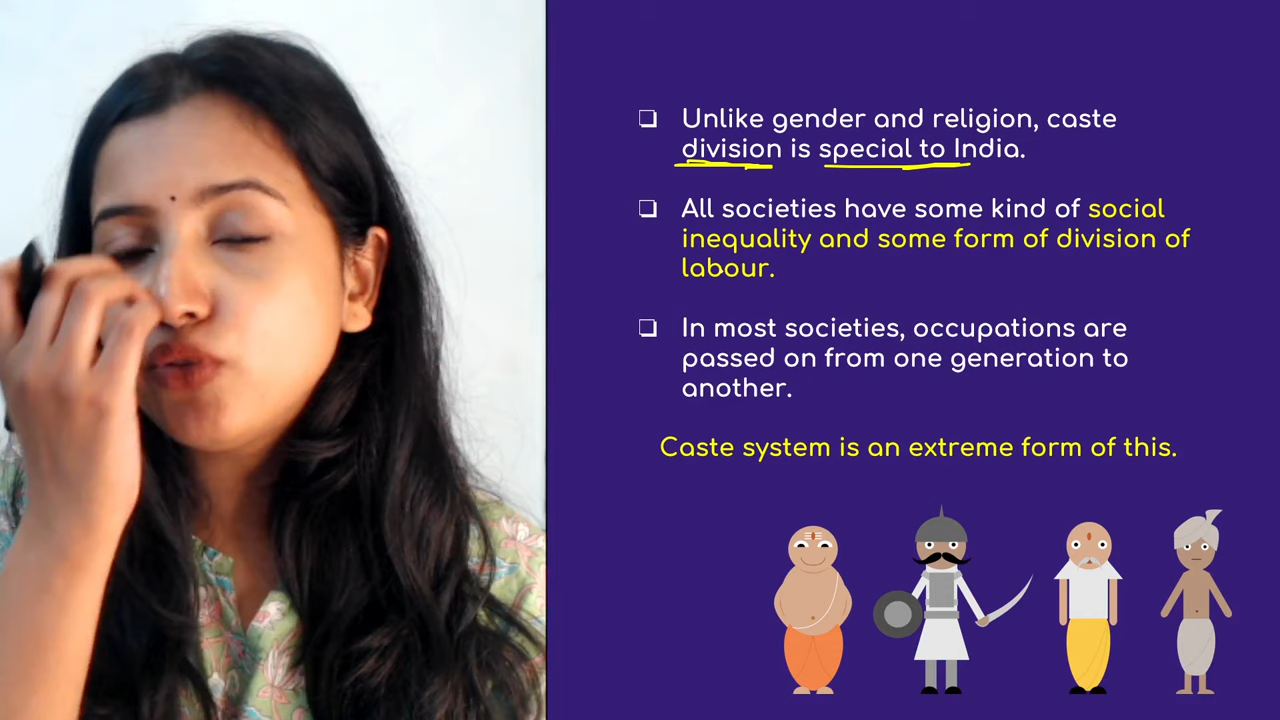 ❏ Unlike gender and religion, caste
division is special to India.
❏ All societies have some kind of social
inequality and some form of division of
labour.
❏ In most societies, occupations are
passed on from one generation to
another.
Caste system is an extreme form of this.